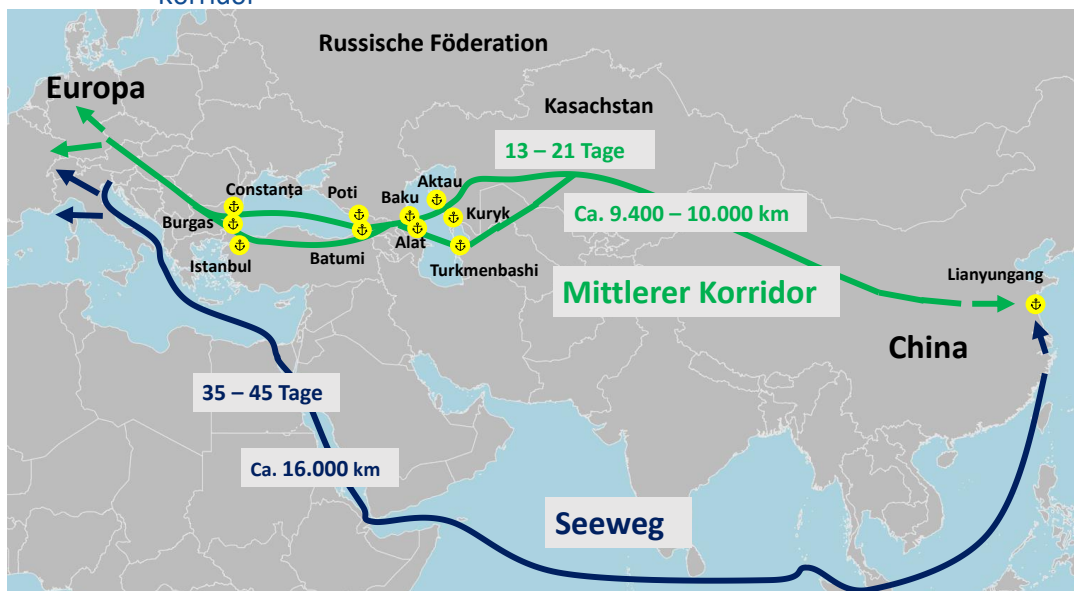 Korridor
Russische Föderation
Europa
Kasachstan
13 – 21 Tage
Constanța
Poti
Baku
Aktau
Kuryk
Ca. 9.400 – 10.000 km
Burgas
Istanbul
Batumi
Alat
Turkmenbashi
Lianyungang
Mittlerer Korridor
China
35 – 45 Tage
Ca. 16.000 km
Seeweg